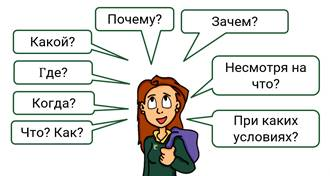 Почему?
Зачем?
Какой?
Где?
Когда?
Что? Как?
Несмотря на
что?
При каких
условиях?